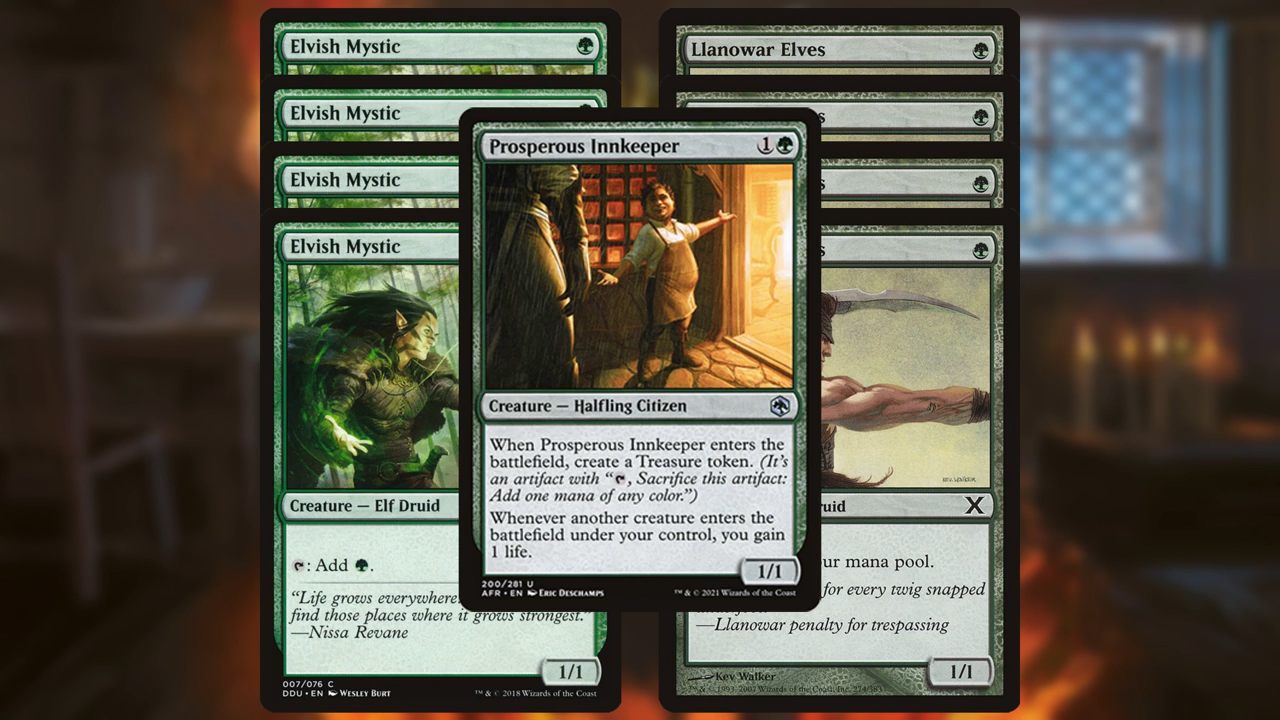 Elvish Mystic
Elvish Mystic
Elvish Mystic
Elvish Mystic
Creature — Elf Druid
: Add .
“Life grows everywhere.
find those places where it grows strongest.”
—Nissa Revane
1/1
007/076 C
DDU • EN Wesley Burt
™ & © 2018 Wizards of the Coast
Prosperous Innkeeper
1
Creature — Halfling Citizen
When Prosperous Innkeeper enters the
battlefield, create a Treasure token. (It’s
an artifact with “, Sacrifice this artifact:
Add one mana of any color.”)
Whenever another creature enters the
battlefield under your control, you gain
1 life.
1/1
200/281 U
AFR • EN Eric Deschamps
™ & © 2021 Wizards of the Coast
Llanowar Elves
s
s
s
ruid
our mana pool.
for every twig snapped
—Llanowar penalty for trespassing
1/1
Kev Walker